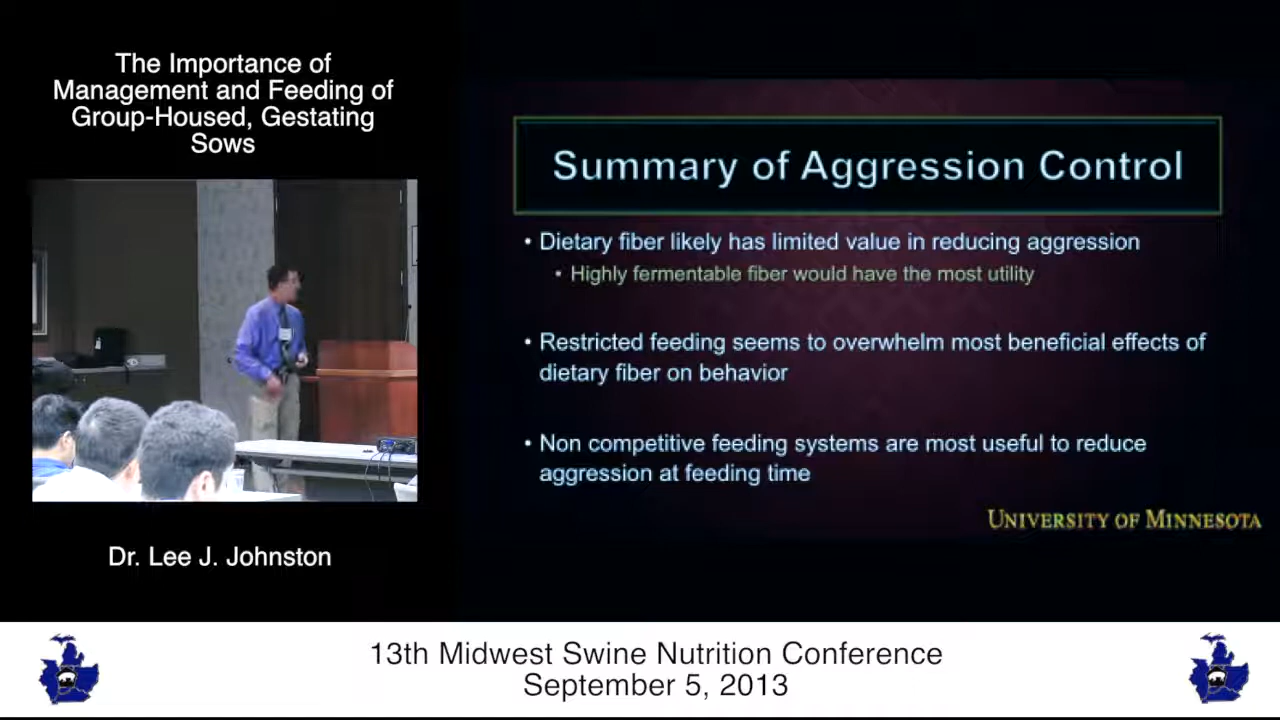 The Importance of
Management and Feeding of
Group-Housed, Gestating
Sows
Summary of Aggression Control
• Dietary fiber likely has limited value in reducing aggression
• Highly fermentable fiber would have the most utility
• Restricted feeding seems to overwhelm most beneficial effects of
dietary fiber on behavior
• Non competitive feeding systems are most useful to reduce
aggression at feeding time
UNIVERSITY OF MINNESOTA
Dr. Lee J. Johnston
13th Midwest Swine Nutrition Conference
September 5, 2013